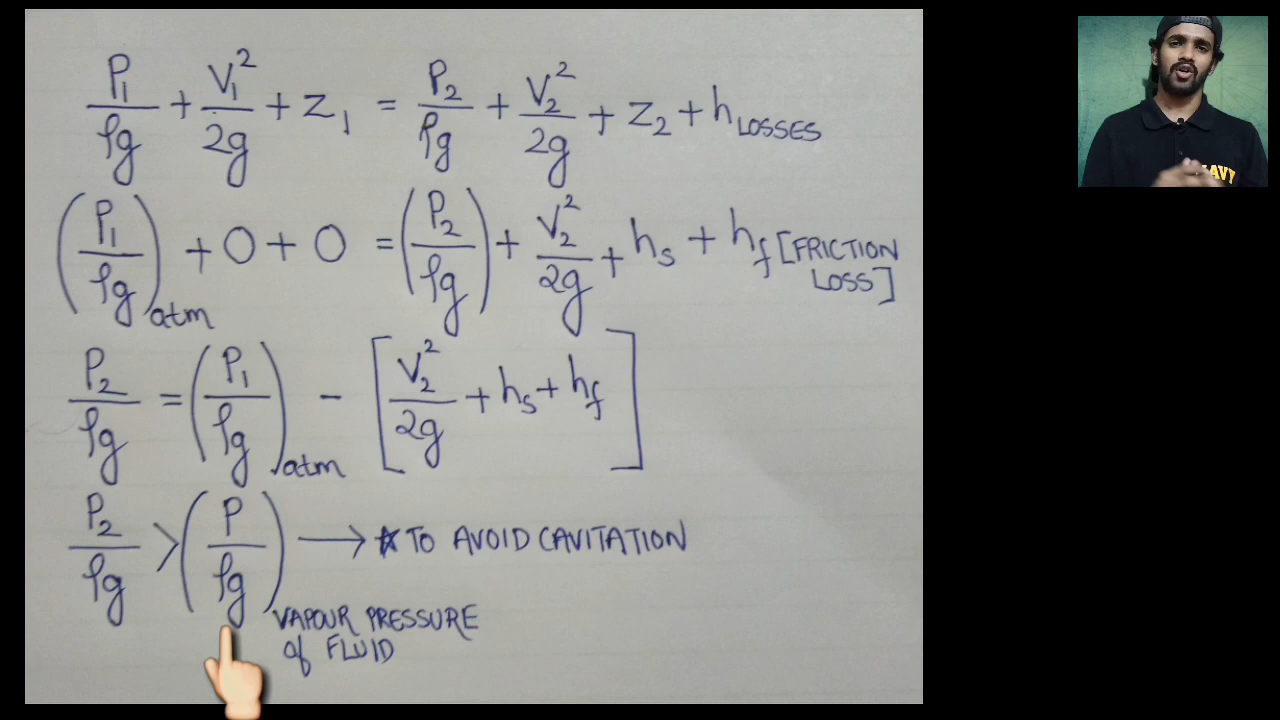 P₁/ρg + V₁²/2g + Z₁ = P₂/ρg + V₂²/2g + Z₂ + h LOSSES
(P₁/ρg)atm + 0 + 0 = (P₂/ρg) + V₂²/2g + hs + hf [FRICTION LOSS]
P₂/ρg = (P₁/ρg)atm - [V₂²/2g + hs + hf]
P₂/ρg > (P/ρg) VAPOUR PRESSURE of FLUID → * TO AVOID CAVITATION